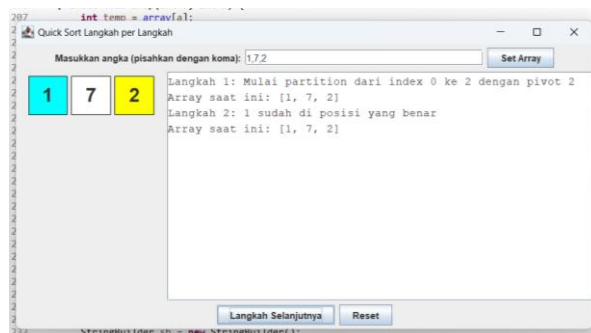 207 int temp = array[a];
Quick Sort Langkah per Langkah
Masukkan angka (pisahkan dengan koma): 1,7,2 Set Array
1 7 2
Langkah 1: Mulai partition dari index 0 ke 2 dengan pivot 2
Array saat ini: [1, 7, 2]
Langkah 2: 1 sudah di posisi yang benar
Array saat ini: [1, 7, 2]
Langkah Selanjutnya Reset
StringBuilder sb = new StringBuilder();